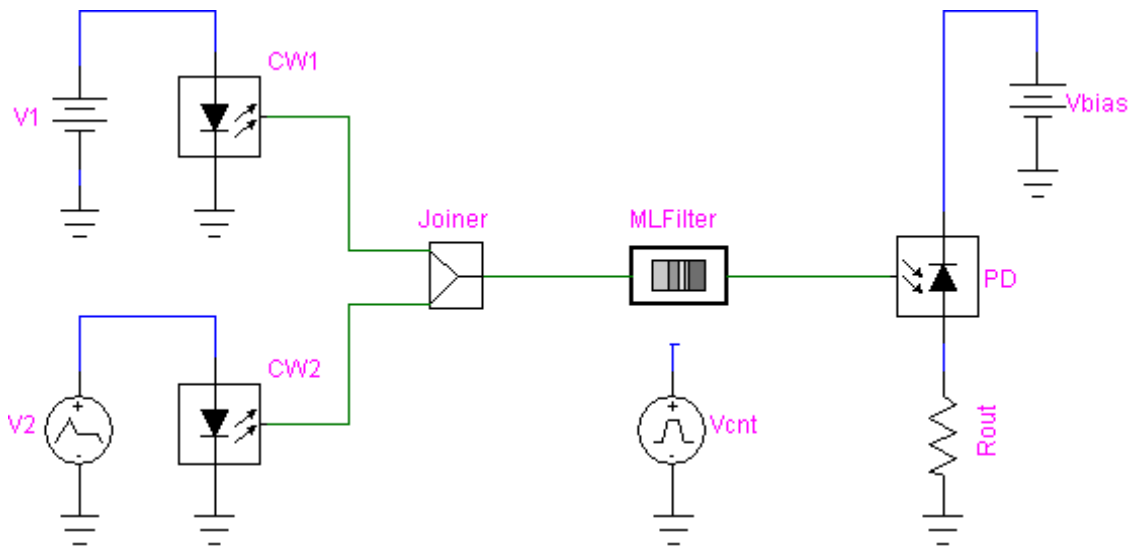 CW1
V1
Vbias
Joiner
MLFilter
PD
CW2
V2
Vcnt
Rout